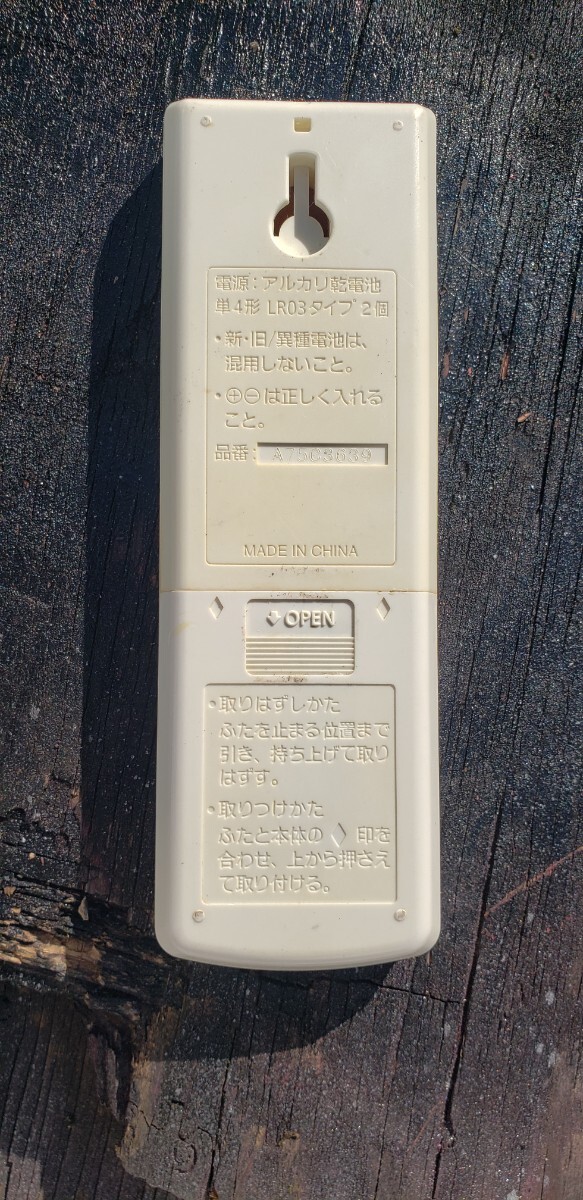 電源：アルカリ乾電池
単4形 LR03タイプ 2個
・新・旧/異種電池は、
混用しないこと。
・⊕⊖は正しく入れる
こと。
品番：A75C3639
MADE IN CHINA
OPEN
・取りはずしかた
ふたを止まる位置まで
引き、持ち上げて取り
はずす。
・取りつけかた
ふたと本体の ◇ 印を
合わせ、上から押さえ
て取り付ける。